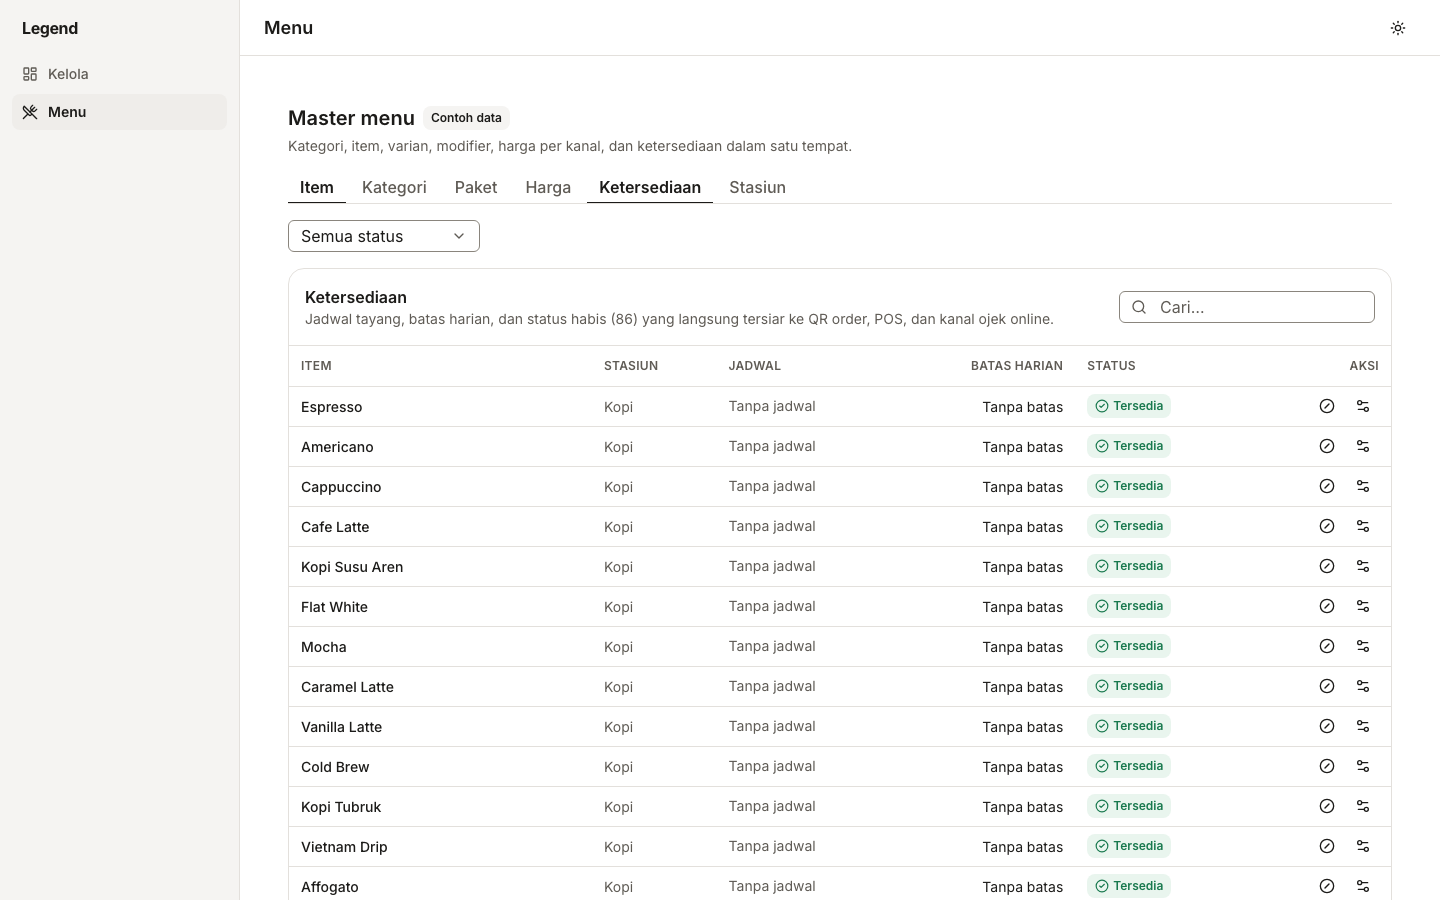 Legend
Kelola
Menu
Menu
Master menu
Contoh data
Kategori, item, varian, modifier, harga per kanal, dan ketersediaan dalam satu tempat.
Item Kategori Paket Harga Ketersediaan Stasiun
Semua status
Ketersediaan
Jadwal tayang, batas harian, dan status habis (86) yang langsung tersiar ke QR order, POS, dan kanal ojek online.
Cari...
ITEM STASIUN JADWAL BATAS HARIAN STATUS AKSI
Espresso Kopi Tanpa jadwal Tanpa batas Tersedia
Americano Kopi Tanpa jadwal Tanpa batas Tersedia
Cappuccino Kopi Tanpa jadwal Tanpa batas Tersedia
Cafe Latte Kopi Tanpa jadwal Tanpa batas Tersedia
Kopi Susu Aren Kopi Tanpa jadwal Tanpa batas Tersedia
Flat White Kopi Tanpa jadwal Tanpa batas Tersedia
Mocha Kopi Tanpa jadwal Tanpa batas Tersedia
Caramel Latte Kopi Tanpa jadwal Tanpa batas Tersedia
Vanilla Latte Kopi Tanpa jadwal Tanpa batas Tersedia
Cold Brew Kopi Tanpa jadwal Tanpa batas Tersedia
Kopi Tubruk Kopi Tanpa jadwal Tanpa batas Tersedia
Vietnam Drip Kopi Tanpa jadwal Tanpa batas Tersedia
Affogato Kopi Tanpa jadwal Tanpa batas Tersedia